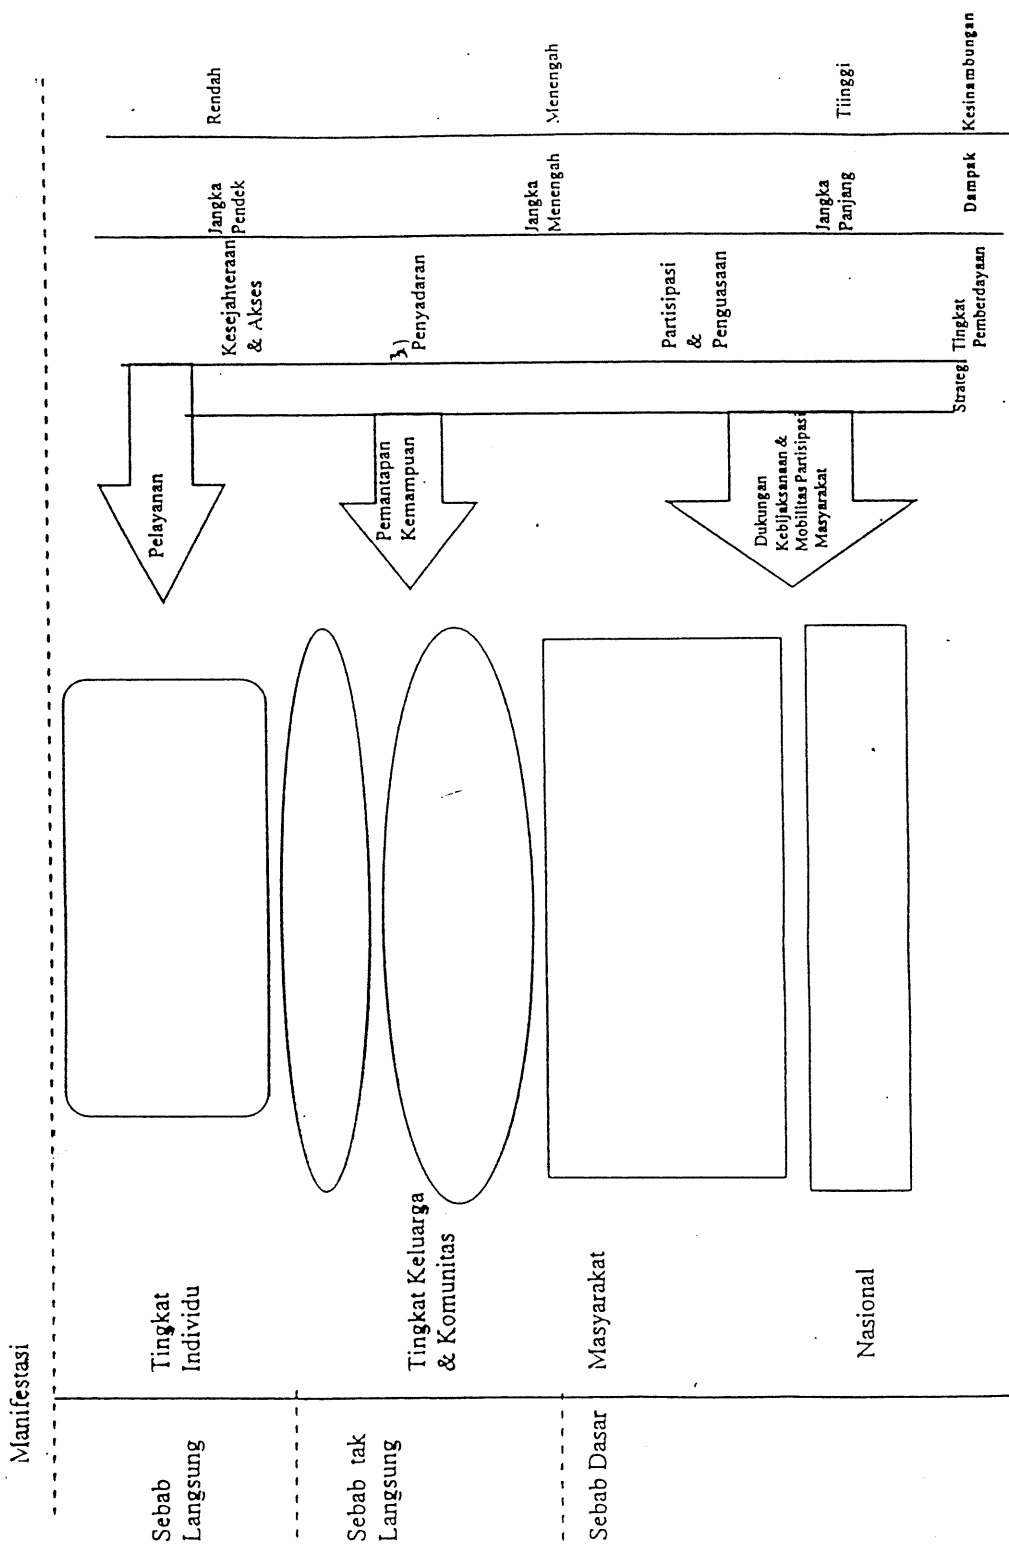 Manifestasi
Sebab
Langsung
Tingkat
Individu
Pelayanan
Kesejahteraan
& Akses
Jangka
Pendek
Rendah
Sebab tak
Langsung
Tingkat Keluarga
& Komunitas
Pemantapan
Kemampuan
3)
Penyadaran
Jangka
Menengah
Menengah
Sebab Dasar
Masyarakat
Nasional
Dukungan
Kebijaksanaan &
Mobilitas Partisipasi
Masyarakat
Partisipasi
&
Penguasaan
Jangka
Panjang
Tiinggi
Strategi
Tingkat
Pemberdayaan
Dampak
Kesinambungan